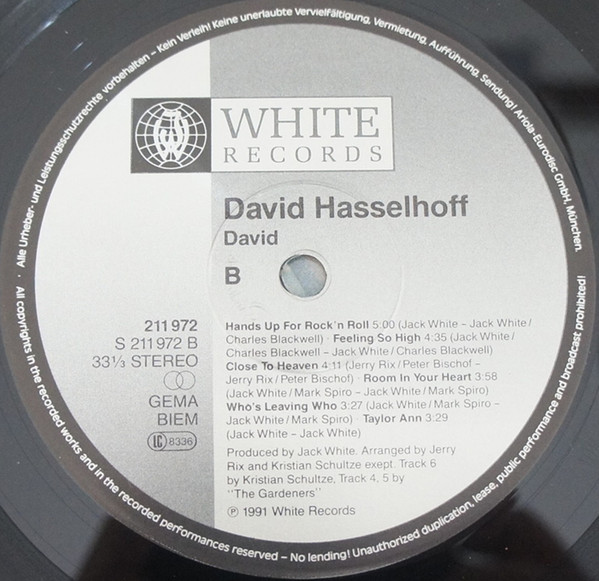 Alle Urheber- und Leistungsschutzrechte vorbehalten – Kein Verleih! Keine unerlaubte Vervielfältigung, Vermietung, Aufführung, Sendung! Ariola-Eurodisc GmbH, München.
WHITE
RECORDS
David Hasselhoff
David
B
211 972
S 211 972 B
33⅓ STEREO
GEMA
BIEM
LC 8336
Hands Up For Rock'n Roll 5:00 (Jack White – Jack White /
Charles Blackwell) · Feeling So High 4:35 (Jack White /
Charles Blackwell – Jack White / Charles Blackwell)
Close To Heaven 4:11 (Jerry Rix / Peter Bischof –
Jerry Rix / Peter Bischof) · Room In Your Heart 3:58
(Jack White / Mark Spiro – Jack White / Mark Spiro)
Who's Leaving Who 3:27 (Jack White / Mark Spiro –
Jack White / Mark Spiro) · Taylor Ann 3:29
(Jack White – Jack White)
Produced by Jack White. Arranged by Jerry
Rix and Kristian Schultze exept. Track 6
by Kristian Schultze, Track 4, 5 by
"The Gardeners"
℗ 1991 White Records
· All copyrights in the recorded works and in the recorded performances reserved – No lending! Unauthorized duplication, lease, public performance and broadcast prohibited!